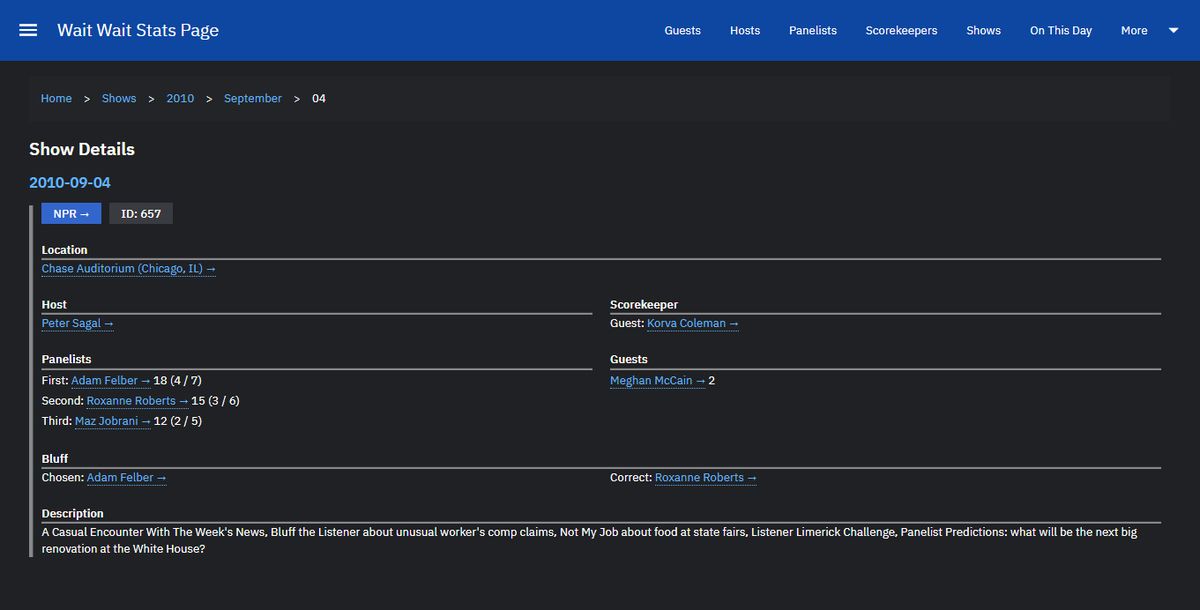 Wait Wait Stats Page
Guests Hosts Panelists Scorekeepers Shows On This Day More
Home > Shows > 2010 > September > 04
Show Details
2010-09-04
NPR → ID: 657
Location
Chase Auditorium (Chicago, IL) →
Host
Peter Sagal →
Scorekeeper
Guest: Korva Coleman →
Panelists
First: Adam Felber → 18 (4 / 7)
Second: Roxanne Roberts → 15 (3 / 6)
Third: Maz Jobrani → 12 (2 / 5)
Guests
Meghan McCain → 2
Bluff
Chosen: Adam Felber →
Correct: Roxanne Roberts →
Description
A Casual Encounter With The Week's News, Bluff the Listener about unusual worker's comp claims, Not My Job about food at state fairs, Listener Limerick Challenge, Panelist Predictions: what will be the next big
renovation at the White House?